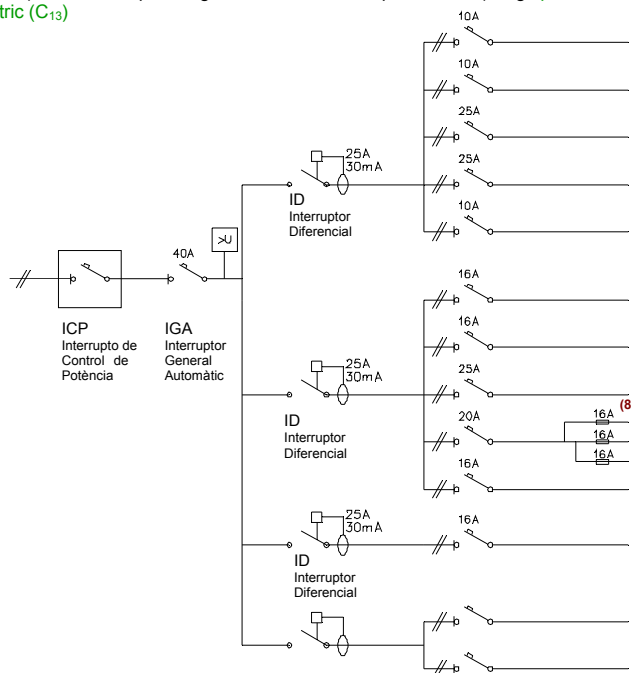 tric (C₁₃)
10A
10A
25A
25A
10A
25A
30mA
ID
Interruptor
Diferencial
40A
ICP
Interrupto de
Control de
Potència
IGA
Interruptor
General
Automàtic
16A
16A
25A
20A
16A
25A
30mA
ID
Interruptor
Diferencial
(8
16A
16A
16A
25A
30mA
16A
ID
Interruptor
Diferencial